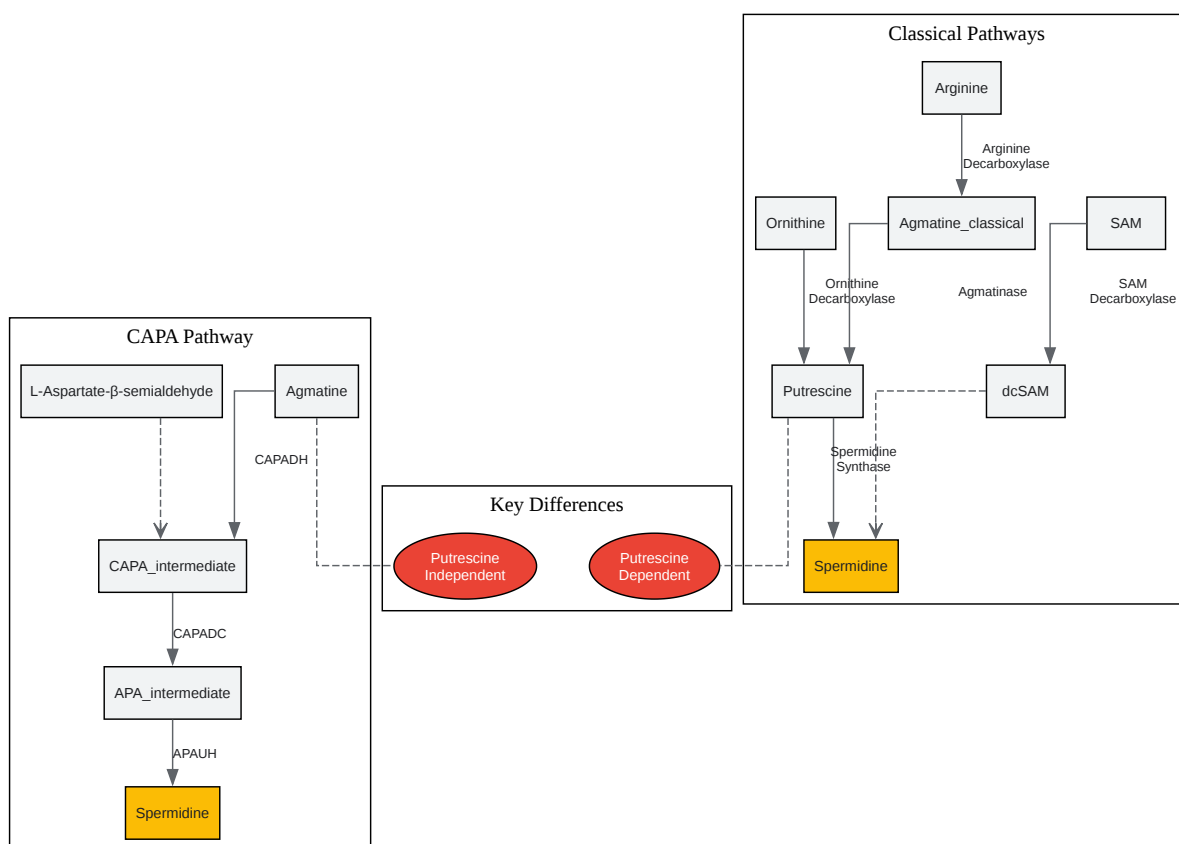 Classical Pathways
Arginine
Arginine
Decarboxylase
Ornithine
Agmatine_classical
SAM
Ornithine
Decarboxylase
Agmatinase
SAM
Decarboxylase
Putrescine
dcSAM
Spermidine
Synthase
Spermidine
CAPA Pathway
L-Aspartate-β-semialdehyde
Agmatine
CAPADH
CAPA_intermediate
CAPADC
APA_intermediate
APAUH
Spermidine
Key Differences
Putrescine
Independent
Putrescine
Dependent